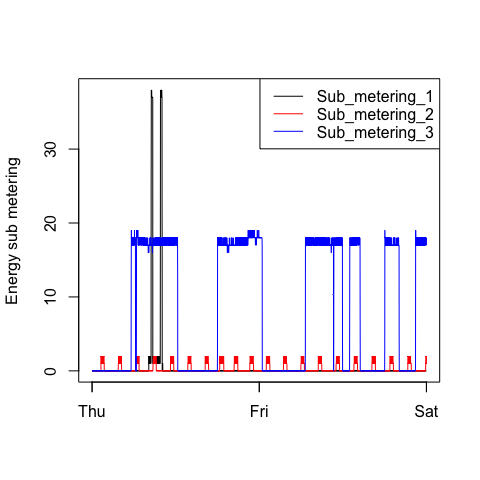 Sub_metering_1
Sub_metering_2
Sub_metering_3
Energy sub metering
30
20
10
0
Thu Fri Sat